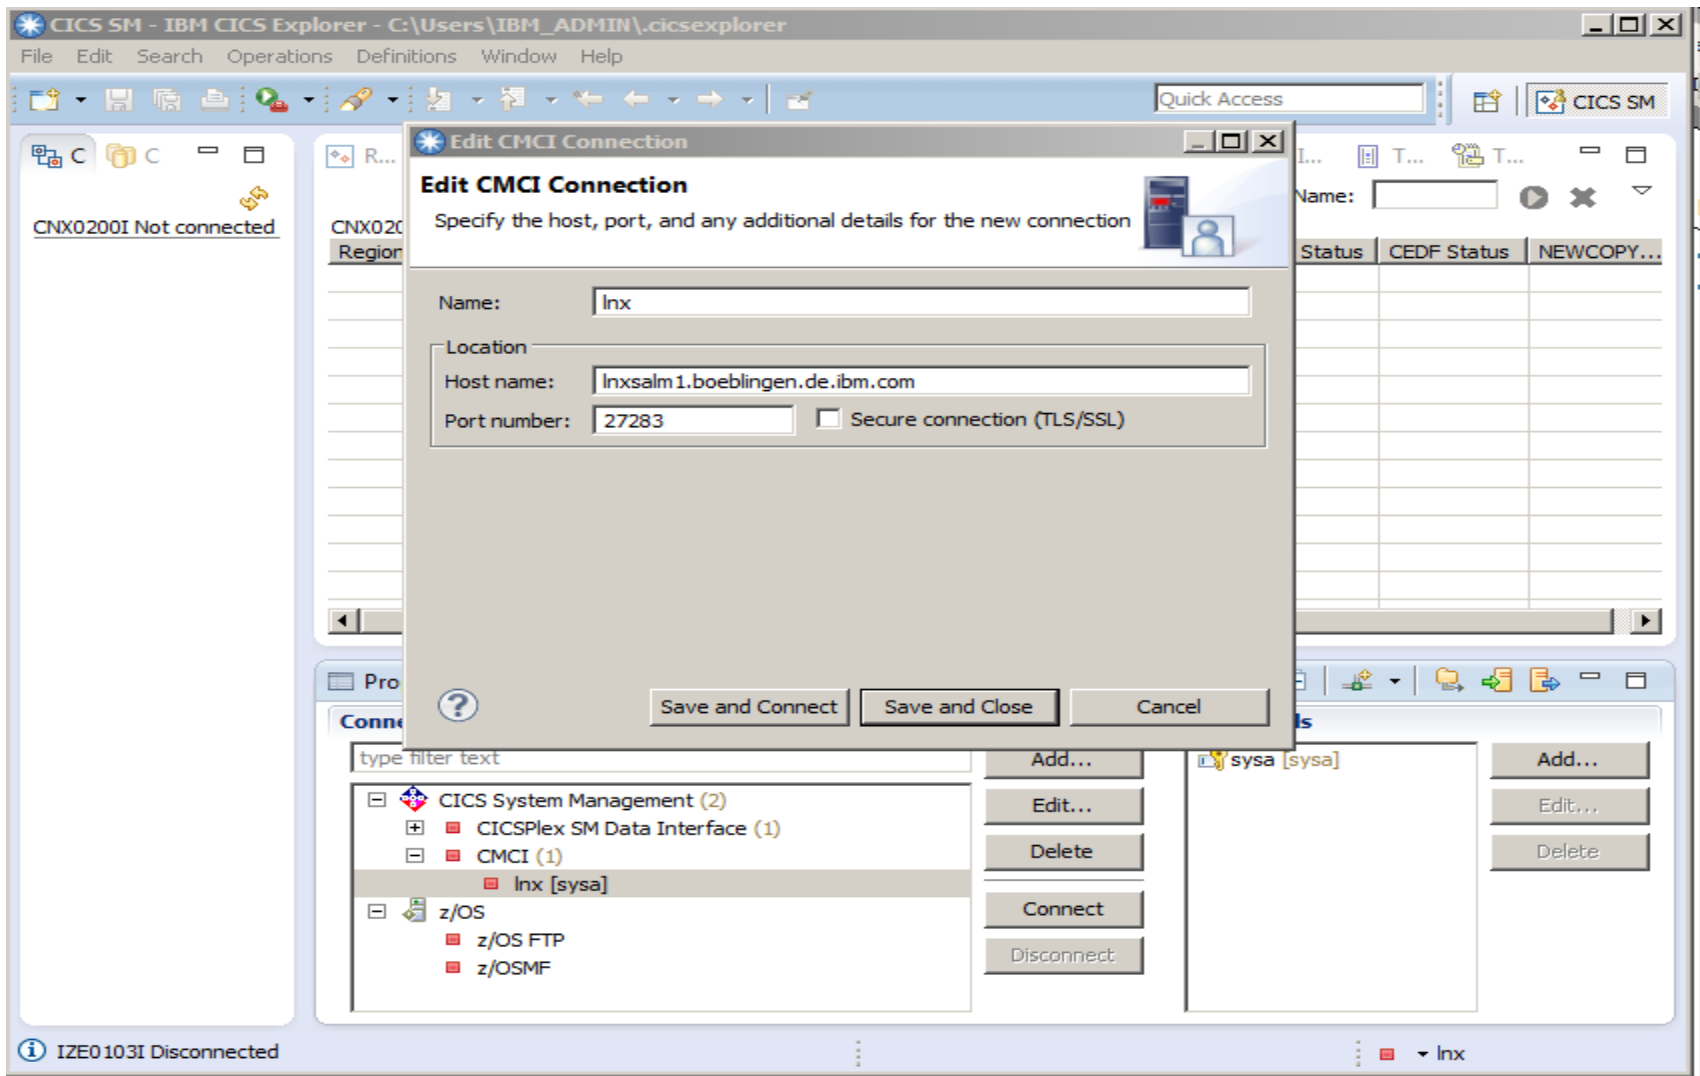 CICS SM - IBM CICS Explorer - C:\Users\IBM_ADMIN\.cicsexplorer
File Edit Search Operations Definitions Window Help
Quick Access
CICS SM
C C
R...
I... T... T...
Name:
CNX0200I Not connected
CNX020
Region
Status CEDF Status NEWCOPY...
Edit CMCI Connection
Edit CMCI Connection
Specify the host, port, and any additional details for the new connection
Name: lnx
Location
Host name: lnxsalm1.boeblingen.de.ibm.com
Port number: 27283 Secure connection (TLS/SSL)
Save and Connect Save and Close Cancel
Pro
Conne
ls
type filter text
CICS System Management (2)
CICSPlex SM Data Interface (1)
CMCI (1)
lnx [sysa]
z/OS
z/OS FTP
z/OSMF
Add...
Edit...
Delete
Connect
Disconnect
sysa [sysa]
Add...
Edit...
Delete
IZE0103I Disconnected
lnx